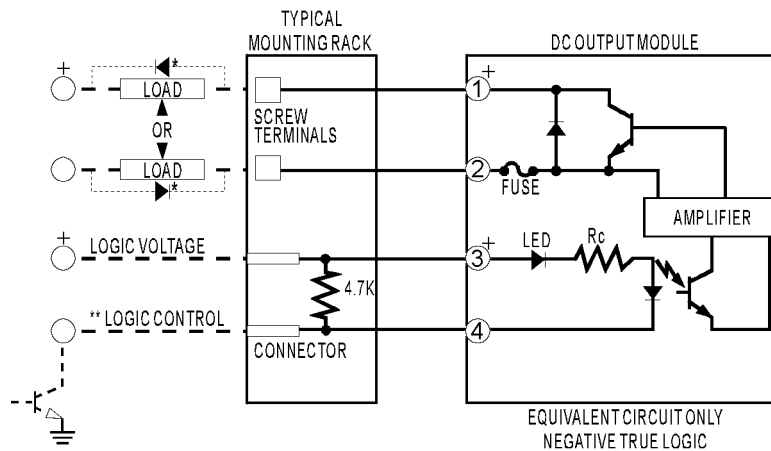 TYPICAL
MOUNTING RACK
DC OUTPUT MODULE
+
*
LOAD
1
+
OR
SCREW
TERMINALS
LOAD
*
2
FUSE
AMPLIFIER
+
LOGIC VOLTAGE
3
+
LED
Rc
4.7K
** LOGIC CONTROL
CONNECTOR
4
EQUIVALENT CIRCUIT ONLY
NEGATIVE TRUE LOGIC